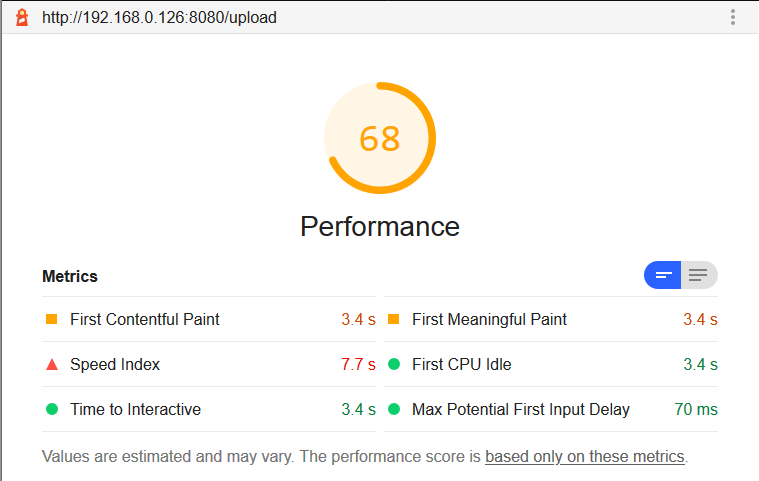 http://192.168.0.126:8080/upload
68
Performance
Metrics
First Contentful Paint 3.4 s
First Meaningful Paint 3.4 s
Speed Index 7.7 s
First CPU Idle 3.4 s
Time to Interactive 3.4 s
Max Potential First Input Delay 70 ms
Values are estimated and may vary. The performance score is based only on these metrics.